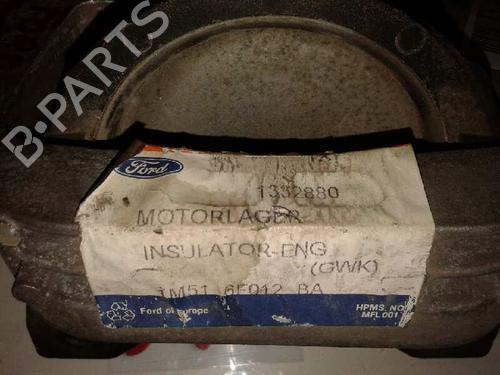 B-PARTS
Ford
1332880
MOTORLAGER
INSULATOR-ENG
(GWK)
1M51 6F012 BA
Ford of Europe
HPMS NO
MFL001